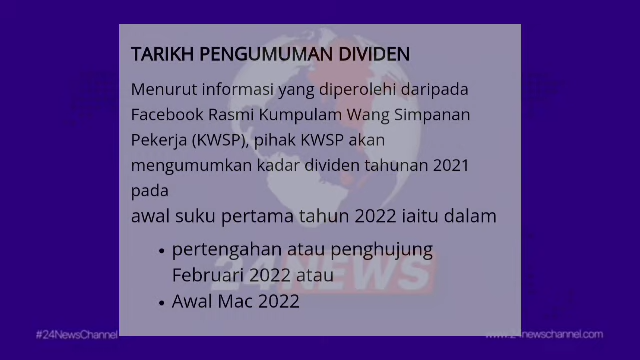 TARIKH PENGUMUMAN DIVIDEN
Menurut informasi yang diperolehi daripada
Facebook Rasmi Kumpulam Wang Simpanan
Pekerja (KWSP), pihak KWSP akan
mengumumkan kadar dividen tahunan 2021
pada
awal suku pertama tahun 2022 iaitu dalam
• pertengahan atau penghujung
Februari 2022 atau
• Awal Mac 2022
24NEWS
#24NewsChannel
www.24newschannel.com